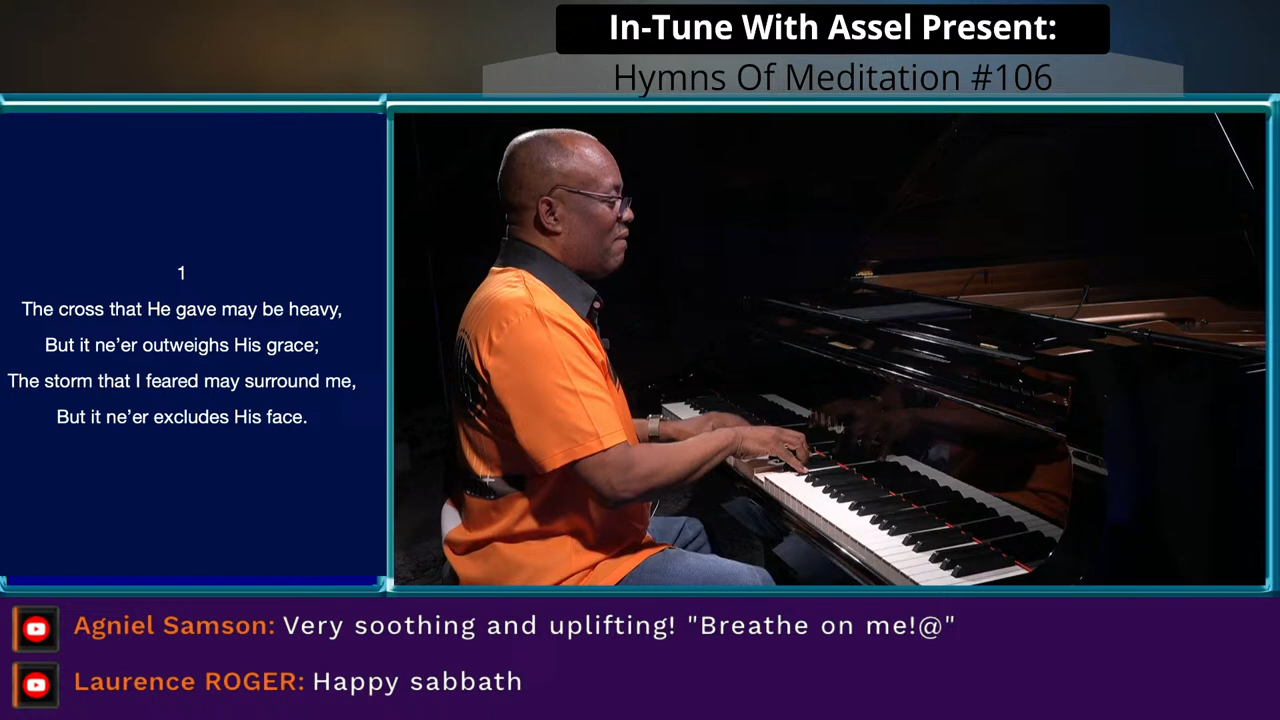 In-Tune With Assel Present:
Hymns Of Meditation #106
1
The cross that He gave may be heavy,
But it ne’er outweighs His grace;
The storm that I feared may surround me,
But it ne’er excludes His face.
Agniel Samson: Very soothing and uplifting! "Breathe on me!@"
Laurence ROGER: Happy sabbath